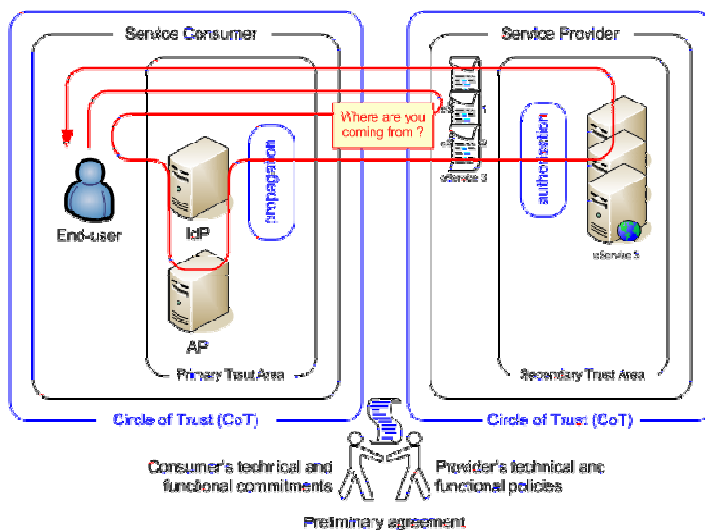 Service Consumer
Service Provider
Where are you
coming from ?
propagation
authorisation
eService 3
End-user
IdP
eService 3
AP
Primary Trust Area
Secondary Trust Area
Circle of Trust (CoT)
Circle of Trust (CoT)
Consumer's technical and
functional commitments
Provider's technical and
functional policies
Preliminary agreement